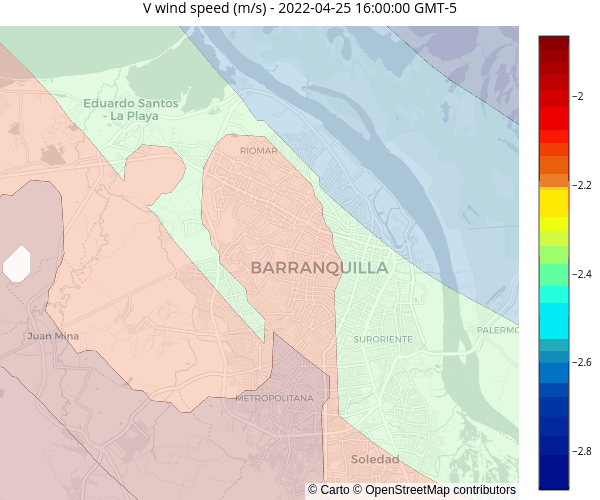 V wind speed (m/s) - 2022-04-25 16:00:00 GMT-5
−2
Eduardo Santos
- La Playa
RIOMAR
−2.2
BARRANQUILLA
−2.4
Juan Mina
SURORIENTE
PALERMO
−2.6
METROPOLITANA
−2.8
Soledad
© Carto © OpenStreetMap contributors